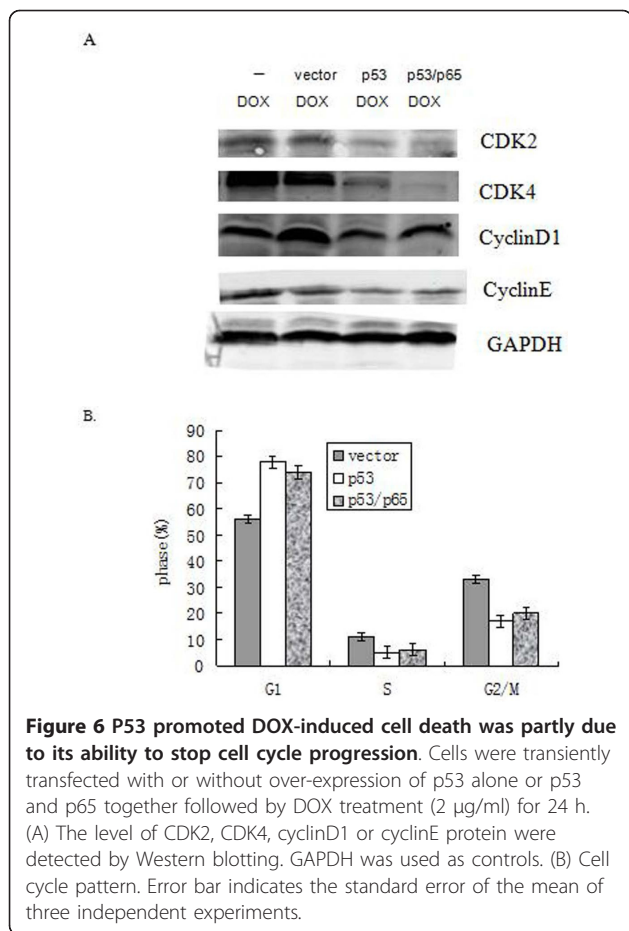 A
– vector p53 p53/p65
DOX DOX DOX DOX
CDK2
CDK4
CyclinD1
CyclinE
GAPDH
B.
90
80
70
60
50
40
30
20
10
0
phase(%)
vector
p53
p53/p65
G1 S G2/M
Figure 6 P53 promoted DOX-induced cell death was partly due
to its ability to stop cell cycle progression. Cells were transiently
transfected with or without over-expression of p53 alone or p53
and p65 together followed by DOX treatment (2 μg/ml) for 24 h.
(A) The level of CDK2, CDK4, cyclinD1 or cyclinE protein were
detected by Western blotting. GAPDH was used as controls. (B) Cell
cycle pattern. Error bar indicates the standard error of the mean of
three independent experiments.